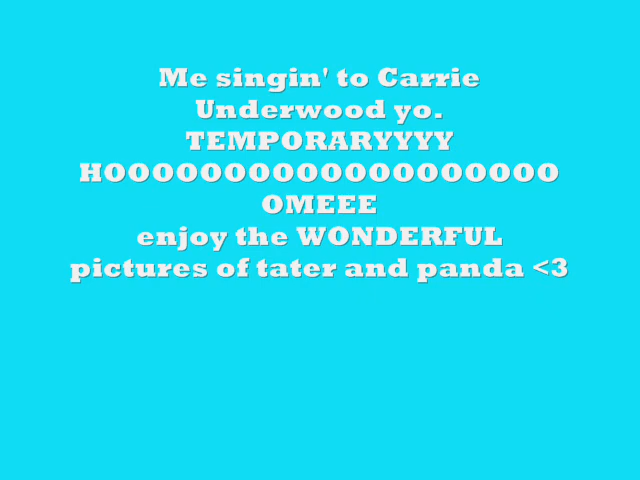 Me singin' to Carrie
Underwood yo.
TEMPORARYYYY
HOOOOOOOOOOOOOOOOOOO
OMEEE
enjoy the WONDERFUL
pictures of tater and panda <3